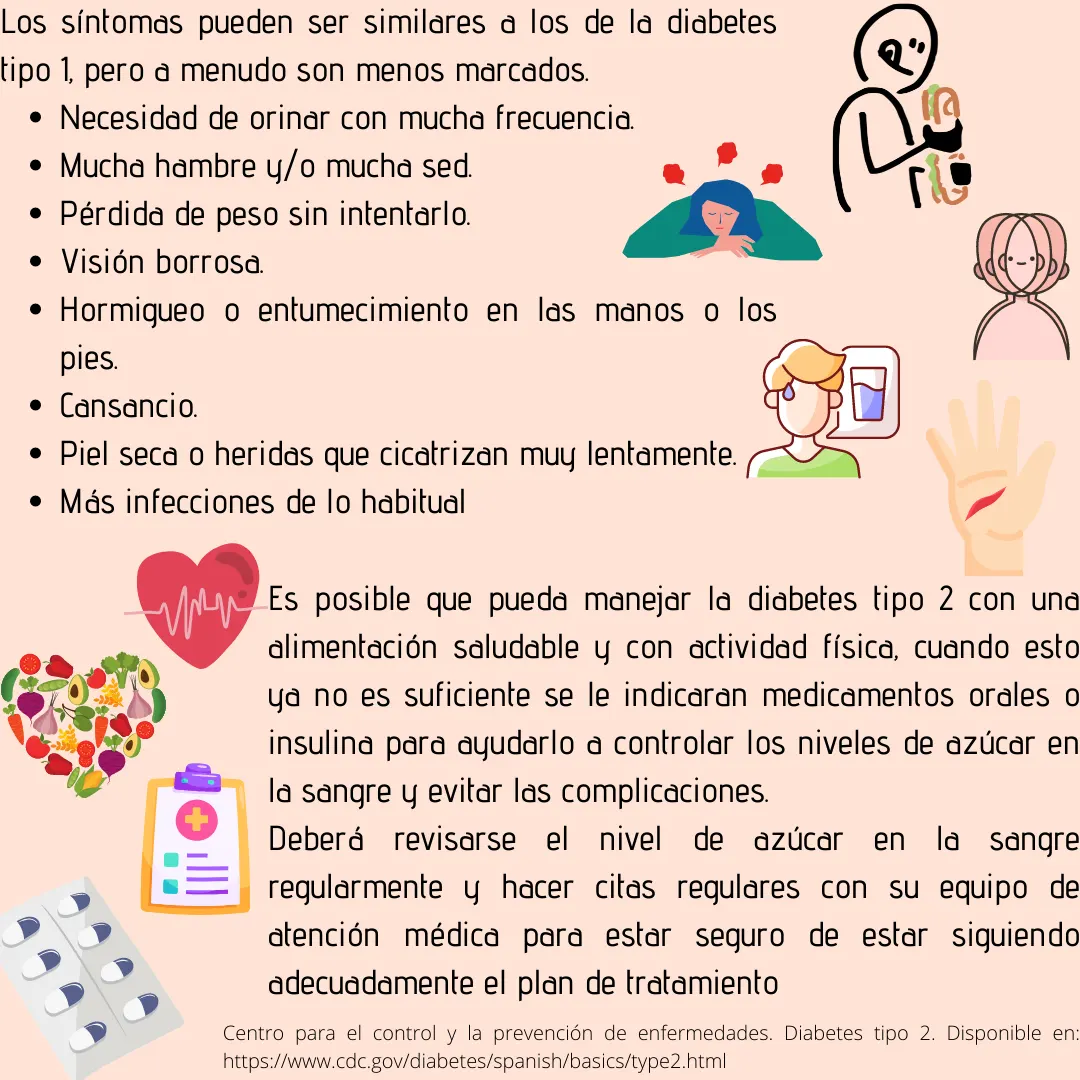 Los síntomas pueden ser similares a los de la diabetes
tipo 1, pero a menudo son menos marcados.
• Necesidad de orinar con mucha frecuencia.
• Mucha hambre y/o mucha sed.
• Pérdida de peso sin intentarlo.
• Visión borrosa.
• Hormigueo o entumecimiento en las manos o los
pies.
• Cansancio.
• Piel seca o heridas que cicatrizan muy lentamente.
• Más infecciones de lo habitual
Es posible que pueda manejar la diabetes tipo 2 con una
alimentación saludable y con actividad física, cuando esto
ya no es suficiente se le indicaran medicamentos orales o
insulina para ayudarlo a controlar los niveles de azúcar en
la sangre y evitar las complicaciones.
Deberá revisarse el nivel de azúcar en la sangre
regularmente y hacer citas regulares con su equipo de
atención médica para estar seguro de estar siguiendo
adecuadamente el plan de tratamiento
Centro para el control y la prevención de enfermedades. Diabetes tipo 2. Disponible en:
https://www.cdc.gov/diabetes/spanish/basics/type2.html